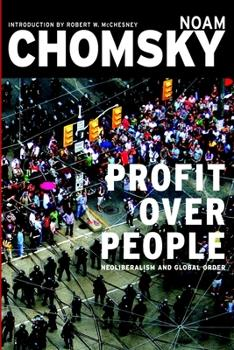 NOAM
INTRODUCTION BY ROBERT W. McCHESNEY
CHOMSKY
PROFIT
OVER
PEOPLE
NEOLIBERALISM AND GLOBAL ORDER